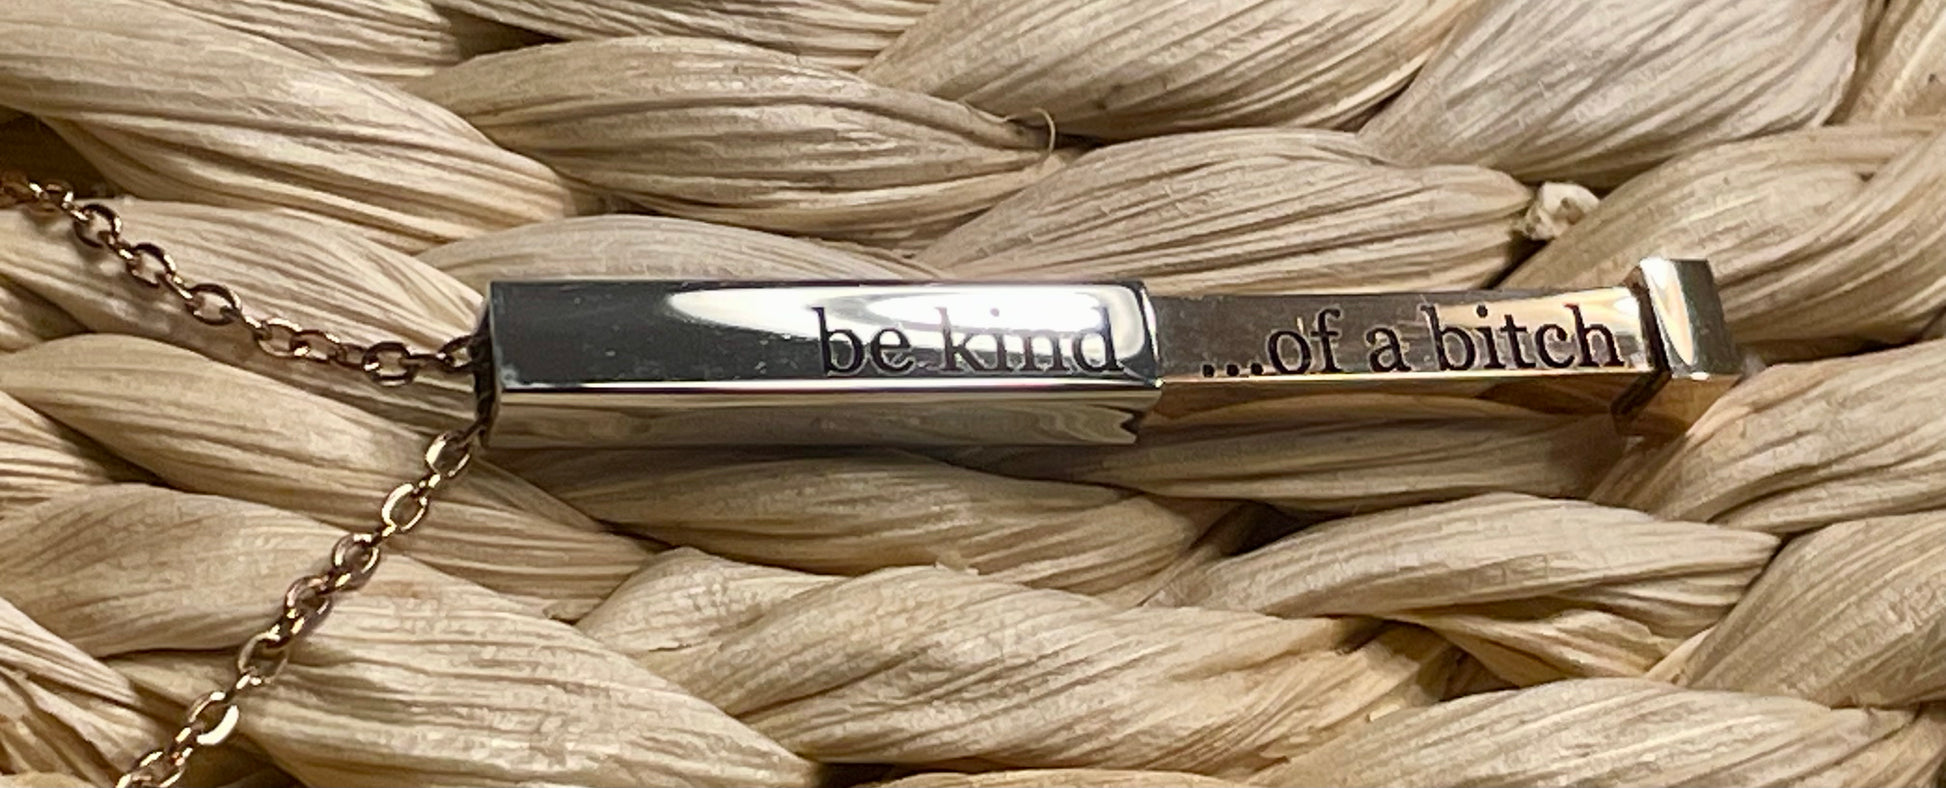 be kind ...of a bitch